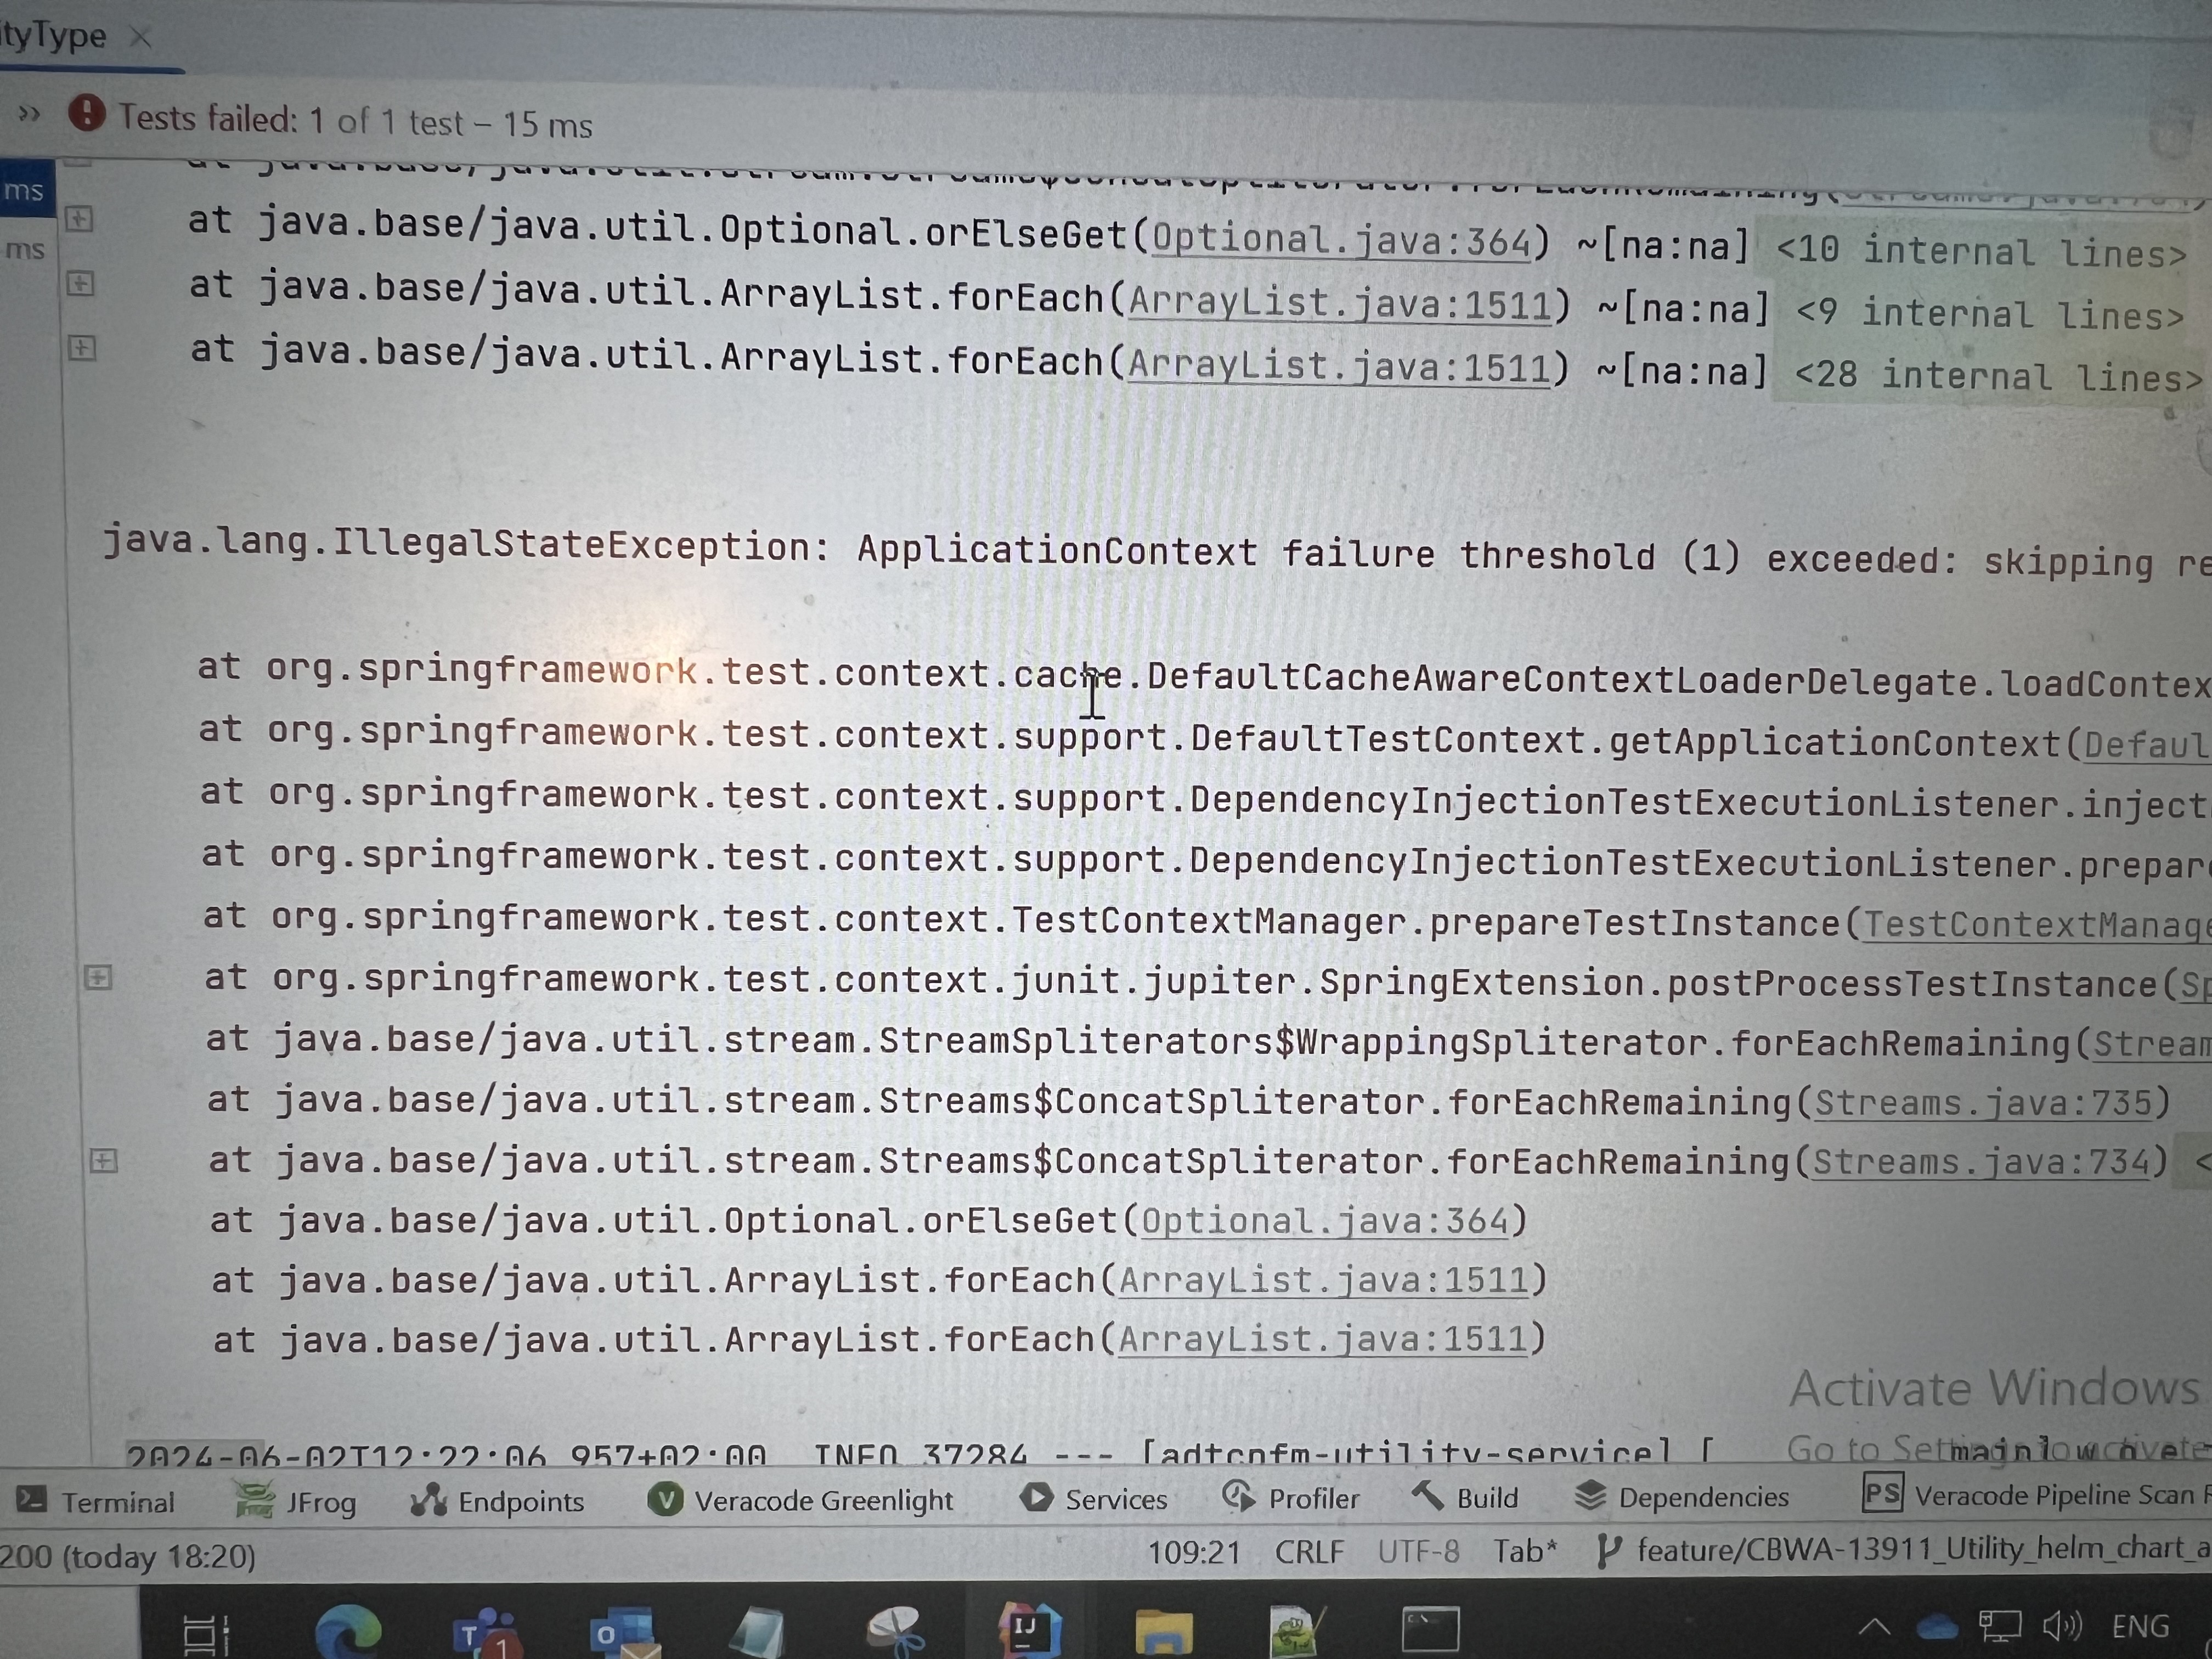 ityType ×
» Tests failed: 1 of 1 test – 15 ms
ms
ms
at java.base/java.util.Optional.orElseGet(Optional.java:364) ~[na:na] <10 internal lines>
at java.base/java.util.ArrayList.forEach(ArrayList.java:1511) ~[na:na] <9 internal lines>
at java.base/java.util.ArrayList.forEach(ArrayList.java:1511) ~[na:na] <28 internal lines>
java.lang.IllegalStateException: ApplicationContext failure threshold (1) exceeded: skipping re
at org.springframework.test.context.cache.DefaultCacheAwareContextLoaderDelegate.loadContex
at org.springframework.test.context.support.DefaultTestContext.getApplicationContext(Defaul
at org.springframework.test.context.support.DependencyInjectionTestExecutionListener.inject
at org.springframework.test.context.support.DependencyInjectionTestExecutionListener.prepar
at org.springframework.test.context.TestContextManager.prepareTestInstance(TestContextManage
at org.springframework.test.context.junit.jupiter.SpringExtension.postProcessTestInstance(Sp
at java.base/java.util.stream.StreamSpliterators$WrappingSpliterator.forEachRemaining(Stream
at java.base/java.util.stream.Streams$ConcatSpliterator.forEachRemaining(Streams.java:735)
at java.base/java.util.stream.Streams$ConcatSpliterator.forEachRemaining(Streams.java:734) <
at java.base/java.util.Optional.orElseGet(Optional.java:364)
at java.base/java.util.ArrayList.forEach(ArrayList.java:1511)
at java.base/java.util.ArrayList.forEach(ArrayList.java:1511)
Activate Windows
2024-06-02T12:22:06.957+02:00 INFO 37284 --- [adtcnfm-utility-service] [
Go to Settings
Terminal JFrog Endpoints Veracode Greenlight Services Profiler Build Dependencies Veracode Pipeline Scan
200 (today 18:20) 109:21 CRLF UTF-8 Tab* feature/CBWA-13911_Utility_helm_chart_a
ENG